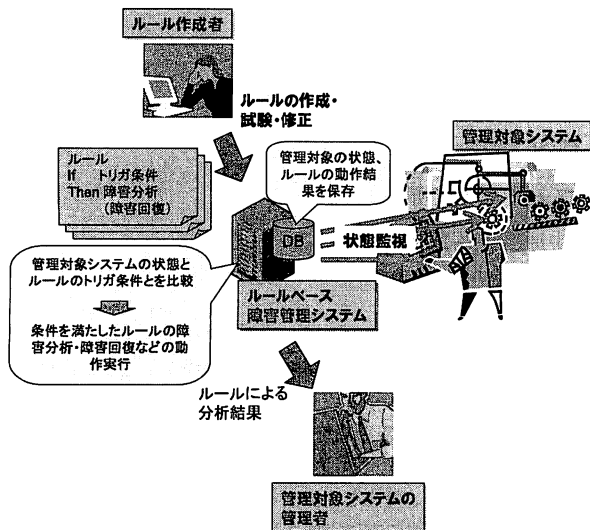 ルール作成者
ルールの作成・
試験・修正
管理対象システム
ルール
If トリガ条件
Then 障害分析
(障害回復)
管理対象の状態、
ルールの動作結
果を保存
DB
状態監視
管理対象システムの状態と
ルールのトリガ条件とを比較
条件を満たしたルールの障
害分析・障害回復などの動
作実行
ルールベース
障害管理システム
ルールによる
分析結果
管理対象システムの
管理者